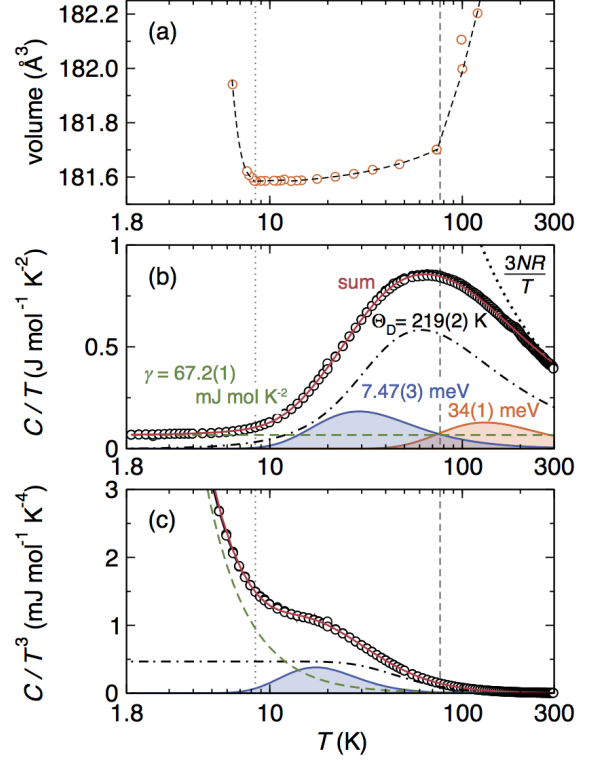 (a)
volume (Å³)
182.2
182.0
181.8
181.6
1.8
10
100
300
(b)
C / T (J mol⁻¹ K⁻²)
1
0.5
0
sum
3NR
T
Θ_D = 219(2) K
γ = 67.2(1)
mJ mol K⁻²
7.47(3) meV
34(1) meV
1.8
10
100
300
(c)
C / T³ (mJ mol⁻¹ K⁻⁴)
3
2
1
0
1.8
10
100
300
T (K)